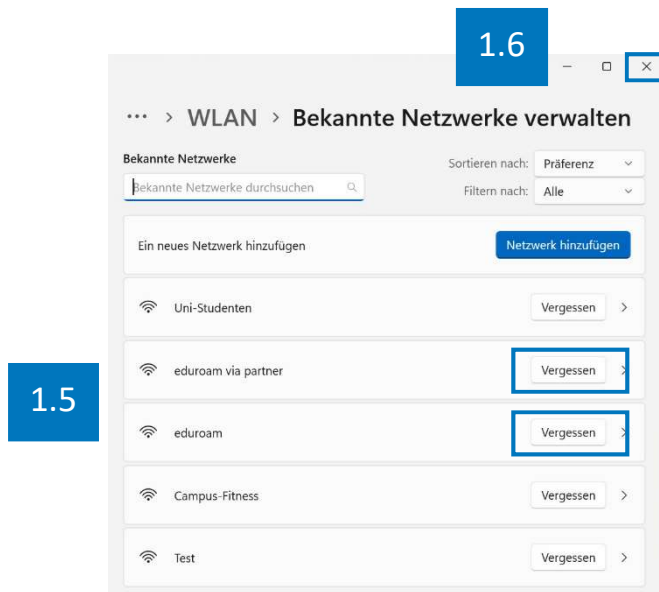 1.6
··· > WLAN > Bekannte Netzwerke verwalten
Bekannte Netzwerke
Sortieren nach: Präferenz
Bekannte Netzwerke durchsuchen
Filtern nach: Alle
Ein neues Netzwerk hinzufügen Netzwerk hinzufügen
Uni-Studenten Vergessen
eduroam via partner Vergessen
1.5
eduroam Vergessen
Campus-Fitness Vergessen
Test Vergessen